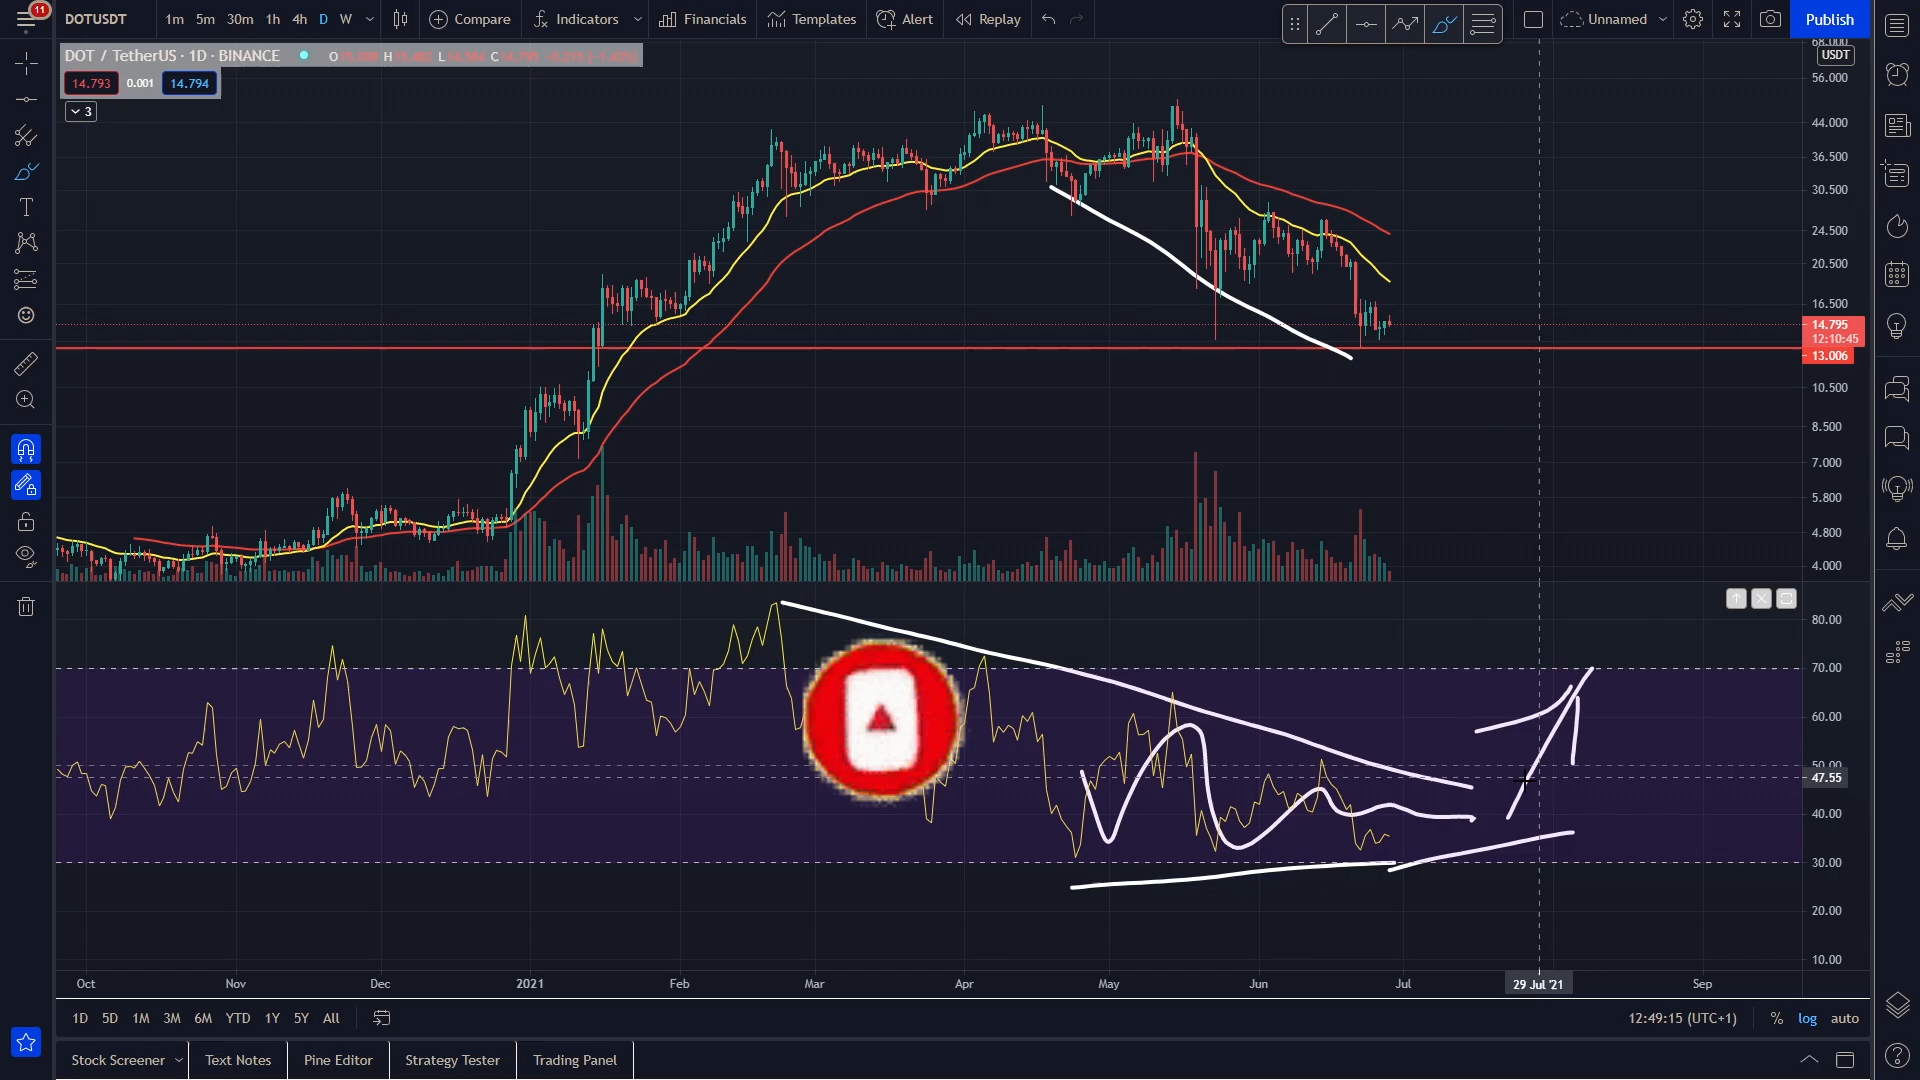 11
DOTUSDT
1m 5m 30m 1h 4h D W
Compare
Indicators
Financials
Templates
Alert
Replay
Unnamed
Publish
DOT / TetherUS · 1D · BINANCE
O H L C
14.793 0.001 14.794
3
68.000
USDT
56.000
44.000
36.500
30.500
24.500
20.500
16.500
14.795
12:10:45
13.006
10.500
8.500
7.000
5.800
4.800
4.000
80.00
70.00
60.00
50.00
47.55
40.00
30.00
20.00
10.00
Oct Nov Dec 2021 Feb Mar Apr May Jun Jul 29 Jul '21 Sep
1D 5D 1M 3M 6M YTD 1Y 5Y All
12:49:15 (UTC+1) % log auto
Stock Screener Text Notes Pine Editor Strategy Tester Trading Panel